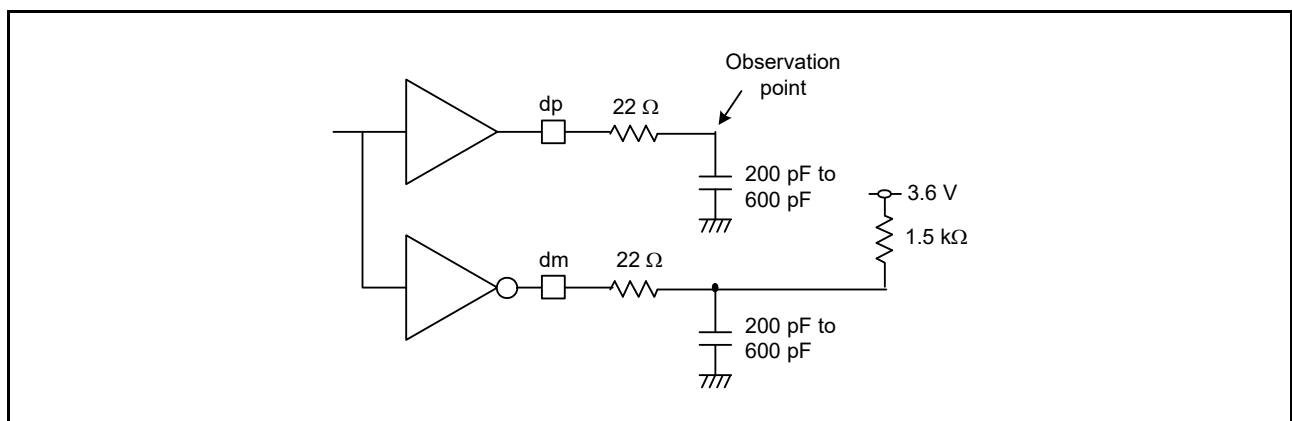 Observation
point
dp
22 Ω
200 pF to
600 pF
3.6 V
1.5 kΩ
dm
22 Ω
200 pF to
600 pF